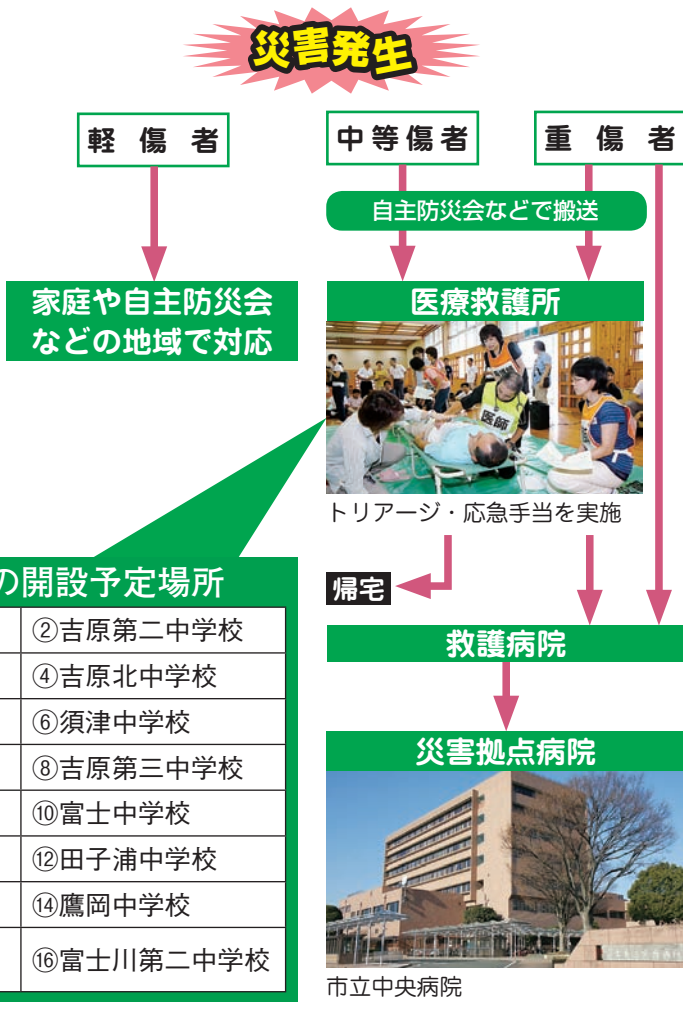 災害発生
軽傷者
中等傷者
重傷者
自主防災会などで搬送
家庭や自主防災会
などの地域で対応
医療救護所
医師
トリアージ・応急手当を実施
の開設予定場所
②吉原第二中学校
④吉原北中学校
⑥須津中学校
⑧吉原第三中学校
⑩富士中学校
⑫田子浦中学校
⑭鷹岡中学校
⑯富士川第二中学校
帰宅
救護病院
災害拠点病院
市立中央病院